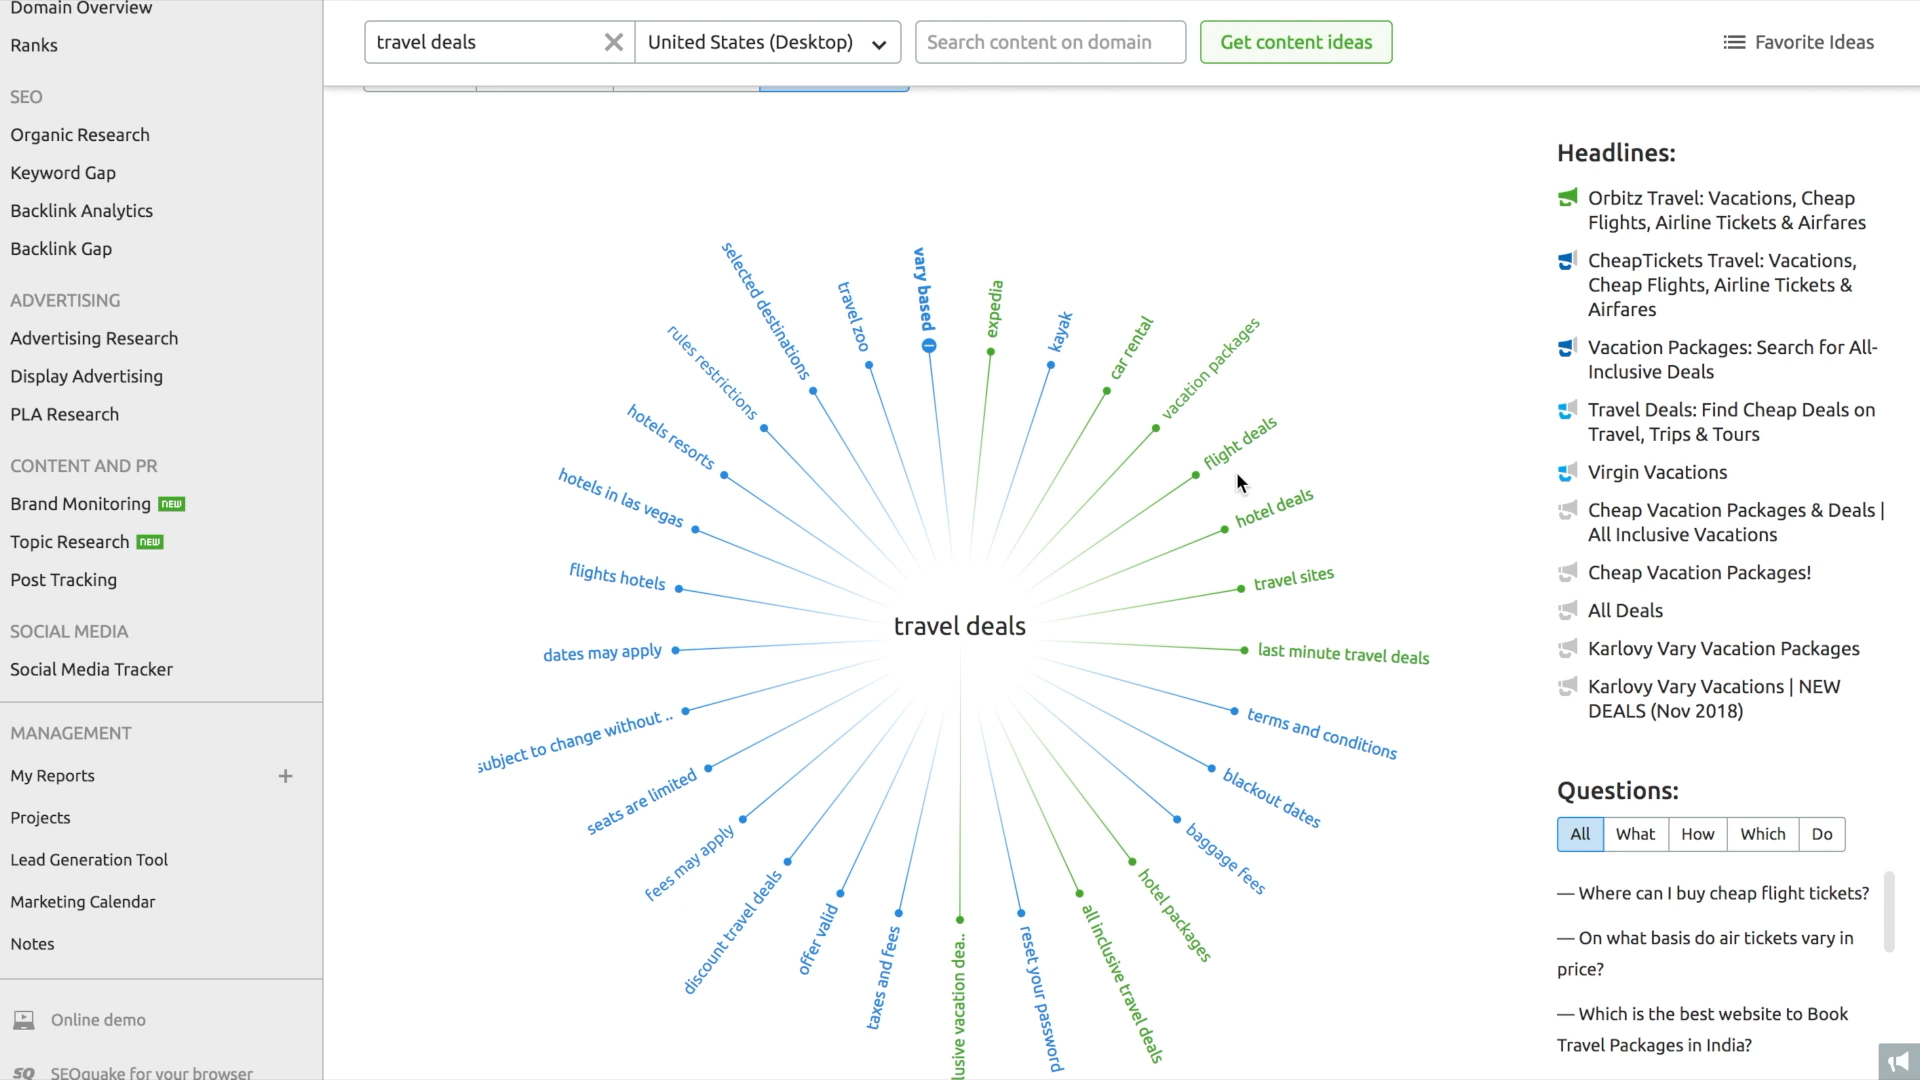 Domain Overview
Ranks
SEO
Organic Research
Keyword Gap
Backlink Analytics
Backlink Gap
ADVERTISING
Advertising Research
Display Advertising
PLA Research
CONTENT AND PR
Brand Monitoring NEW
Topic Research NEW
Post Tracking
SOCIAL MEDIA
Social Media Tracker
MANAGEMENT
My Reports +
Projects
Lead Generation Tool
Marketing Calendar
Notes
Online demo
SQ SEOquake for your browser
travel deals
United States (Desktop)
Search content on domain
Get content ideas
Favorite Ideas
travel deals
vary based
expedia
kayak
car rental
vacation packages
flight deals
hotel deals
travel sites
last minute travel deals
terms and conditions
blackout dates
baggage fees
hotel packages
all inclusive travel deals
reset your password
lusive vacation dea..
taxes and fees
offer valid
discount travel deals
fees may apply
seats are limited
subject to change without ..
dates may apply
flights hotels
hotels in las vegas
hotels resorts
rules restrictions
selected destinations
travel zoo
Headlines:
Orbitz Travel: Vacations, Cheap
Flights, Airline Tickets & Airfares
CheapTickets Travel: Vacations,
Cheap Flights, Airline Tickets &
Airfares
Vacation Packages: Search for All-
Inclusive Deals
Travel Deals: Find Cheap Deals on
Travel, Trips & Tours
Virgin Vacations
Cheap Vacation Packages & Deals |
All Inclusive Vacations
Cheap Vacation Packages!
All Deals
Karlovy Vary Vacation Packages
Karlovy Vary Vacations | NEW
DEALS (Nov 2018)
Questions:
All What How Which Do
— Where can I buy cheap flight tickets?
— On what basis do air tickets vary in
price?
— Which is the best website to Book
Travel Packages in India?